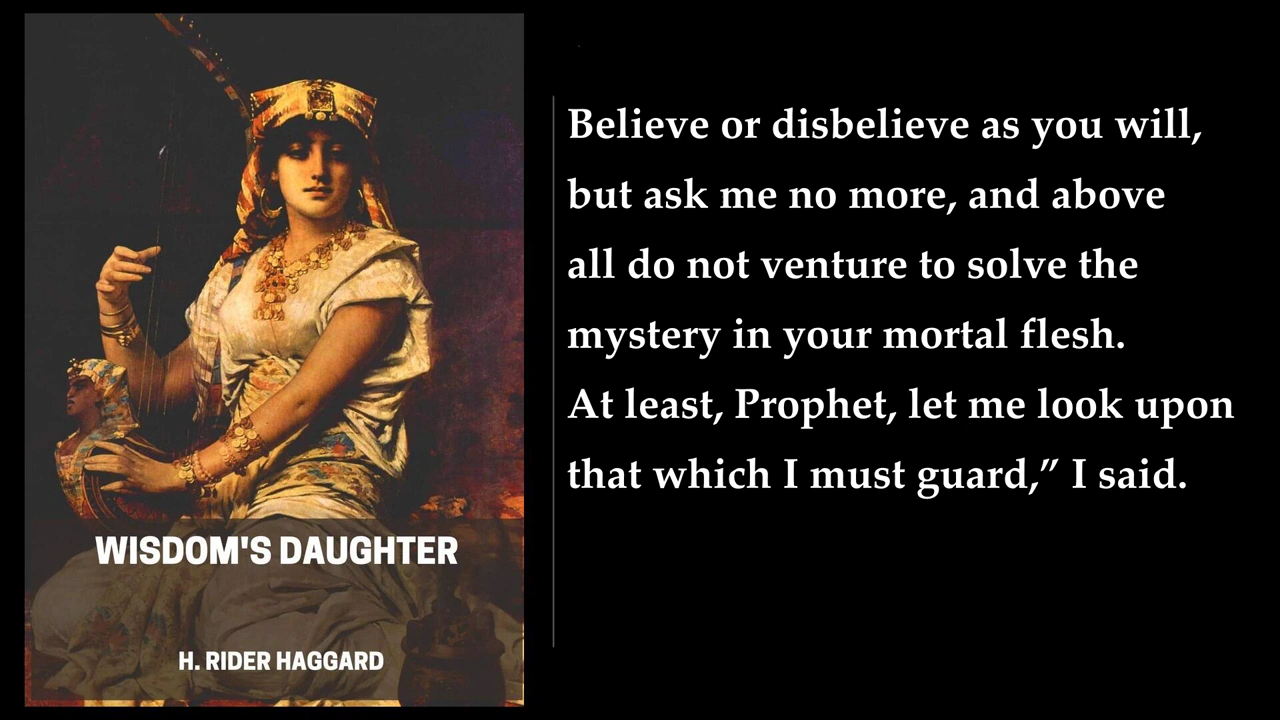 WISDOM'S DAUGHTER
H. RIDER HAGGARD
Believe or disbelieve as you will,
but ask me no more, and above
all do not venture to solve the
mystery in your mortal flesh.
At least, Prophet, let me look upon
that which I must guard,” I said.